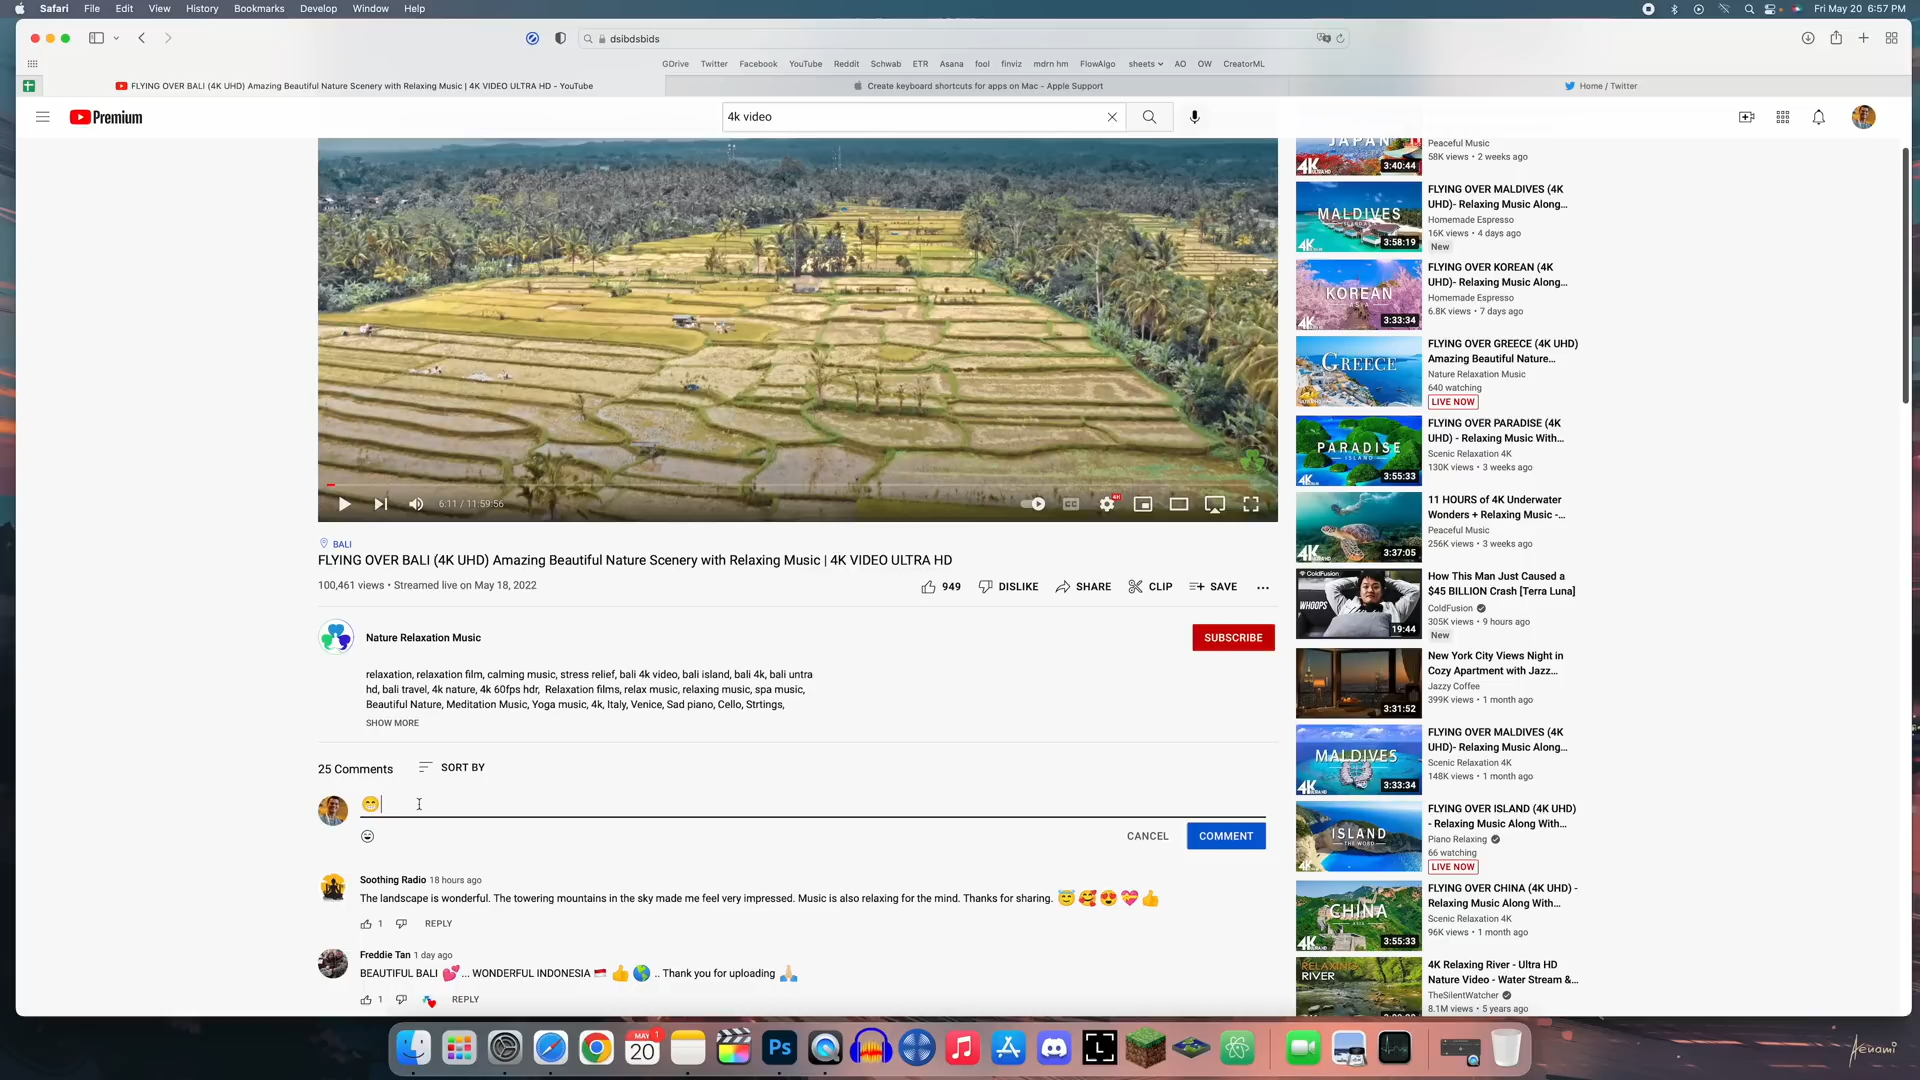 Safari File Edit View History Bookmarks Develop Window Help
Fri May 20 6:57 PM
dsibdsbids
GDrive Twitter Facebook YouTube Reddit Schwab ETR Asana fool finviz mdrn hm FlowAlgo sheets AO OW CreatorML
FLYING OVER BALI (4K UHD) Amazing Beautiful Nature Scenery with Relaxing Music | 4K VIDEO ULTRA HD - YouTube
Create keyboard shortcuts for apps on Mac - Apple Support
Home / Twitter
Premium
4k video
6:11 / 11:59:56
CC
BALI
FLYING OVER BALI (4K UHD) Amazing Beautiful Nature Scenery with Relaxing Music | 4K VIDEO ULTRA HD
100,461 views • Streamed live on May 18, 2022
949 DISLIKE SHARE CLIP SAVE ...
Nature Relaxation Music
SUBSCRIBE
relaxation, relaxation film, calming music, stress relief, bali 4k video, bali island, bali 4k, bali untra
hd, bali travel, 4k nature, 4k 60fps hdr, Relaxation films, relax music, relaxing music, spa music,
Beautiful Nature, Meditation Music, Yoga music, 4k, Italy, Venice, Sad piano, Cello, Strtings,
SHOW MORE
25 Comments SORT BY
😁
CANCEL COMMENT
Soothing Radio 18 hours ago
The landscape is wonderful. The towering mountains in the sky made me feel very impressed. Music is also relaxing for the mind. Thanks for sharing. 😇 🥰 😍 💝 👍
1 REPLY
Freddie Tan 1 day ago
BEAUTIFUL BALI 💕... WONDERFUL INDONESIA 🇮🇩 👍 🌎 .. Thank you for uploading 🙏🏻
1 REPLY
JAPAN
4K
3:40:44
Peaceful Music
58K views • 2 weeks ago
MALDIVES
4K
3:58:19
FLYING OVER MALDIVES (4K
UHD)- Relaxing Music Along...
Homemade Espresso
16K views • 4 days ago
New
KOREAN
ASIA
4K
3:33:34
FLYING OVER KOREAN (4K
UHD)- Relaxing Music Along...
Homemade Espresso
6.8K views • 7 days ago
GREECE
FLYING OVER GREECE (4K UHD)
Amazing Beautiful Nature...
Nature Relaxation Music
640 watching
LIVE NOW
PARADISE
ISLAND
4K
3:55:33
FLYING OVER PARADISE (4K
UHD) - Relaxing Music With...
Scenic Relaxation 4K
130K views • 3 weeks ago
3:37:05
11 HOURS of 4K Underwater
Wonders + Relaxing Music -...
Peaceful Music
256K views • 3 weeks ago
ColdFusion
WHOOPS
19:44
How This Man Just Caused a
$45 BILLION Crash [Terra Luna]
ColdFusion
305K views • 9 hours ago
New
3:31:52
New York City Views Night in
Cozy Apartment with Jazz...
Jazzy Coffee
399K views • 1 month ago
MALDIVES
4K
3:33:34
FLYING OVER MALDIVES (4K
UHD)- Relaxing Music Along...
Scenic Relaxation 4K
148K views • 1 month ago
ISLAND
THE WORD
4K
FLYING OVER ISLAND (4K UHD)
- Relaxing Music Along With...
Piano Relaxing
66 watching
LIVE NOW
CHINA
4K
3:55:33
FLYING OVER CHINA (4K UHD) -
Relaxing Music Along With...
Scenic Relaxation 4K
96K views • 1 month ago
RELAXING
RIVER
4K Relaxing River - Ultra HD
Nature Video - Water Stream &...
TheSilentWatcher
8.1M views • 5 years ago
MAY 1
20
Ps
L